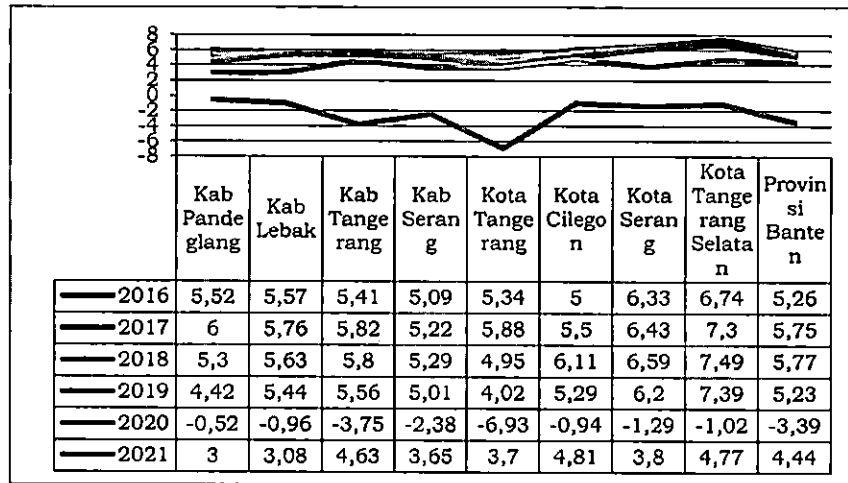 8
6
4
2
0
-2
-4
-6
-8
Kab Pande glang
Kab Lebak
Kab Tange rang
Kab Seran g
Kota Tange rang
Kota Cilego n
Kota Seran g
Kota Tange rang Selata n
Provin si Bante n
2016 5,52 5,57 5,41 5,09 5,34 5 6,33 6,74 5,26
2017 6 5,76 5,82 5,22 5,88 5,5 6,43 7,3 5,75
2018 5,3 5,63 5,8 5,29 4,95 6,11 6,59 7,49 5,77
2019 4,42 5,44 5,56 5,01 4,02 5,29 6,2 7,39 5,23
2020 -0,52 -0,96 -3,75 -2,38 -6,93 -0,94 -1,29 -1,02 -3,39
2021 3 3,08 4,63 3,65 3,7 4,81 3,8 4,77 4,44